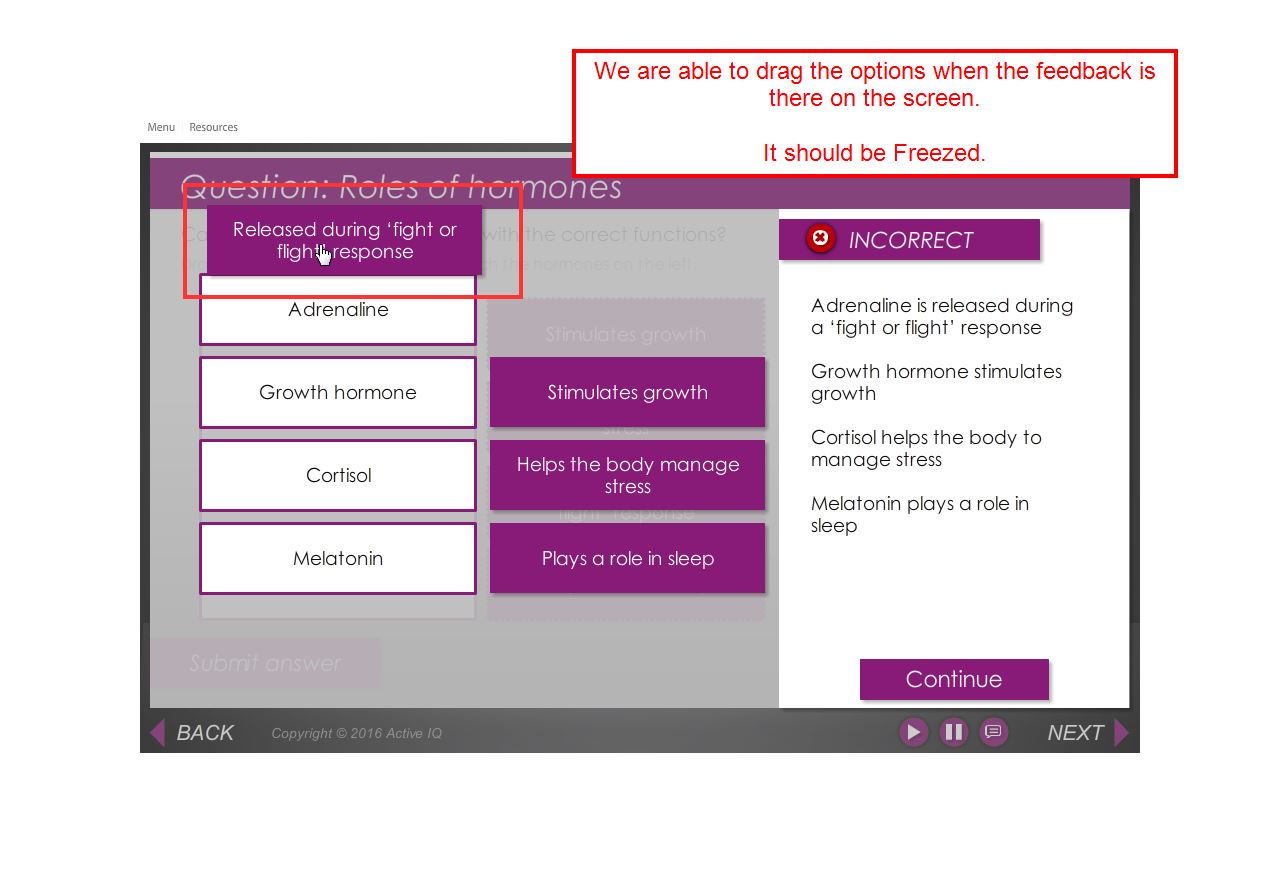 We are able to drag the options when the feedback is
there on the screen.
It should be Freezed.
Menu
Resources
Question: Roles of hormones
Released during ‘fight or
flight’ response
Ca
with the correct functions?
the hormones on the left.
Adrenaline
Stimulates growth
Growth hormone
Stimulates growth
stress
Cortisol
Helps the body manage
stress
flight’ response
Melatonin
Plays a role in sleep
Submit answer
INCORRECT
Adrenaline is released during
a ‘fight or flight’ response
Growth hormone stimulates
growth
Cortisol helps the body to
manage stress
Melatonin plays a role in
sleep
Continue
BACK
Copyright © 2016 Active IQ
NEXT